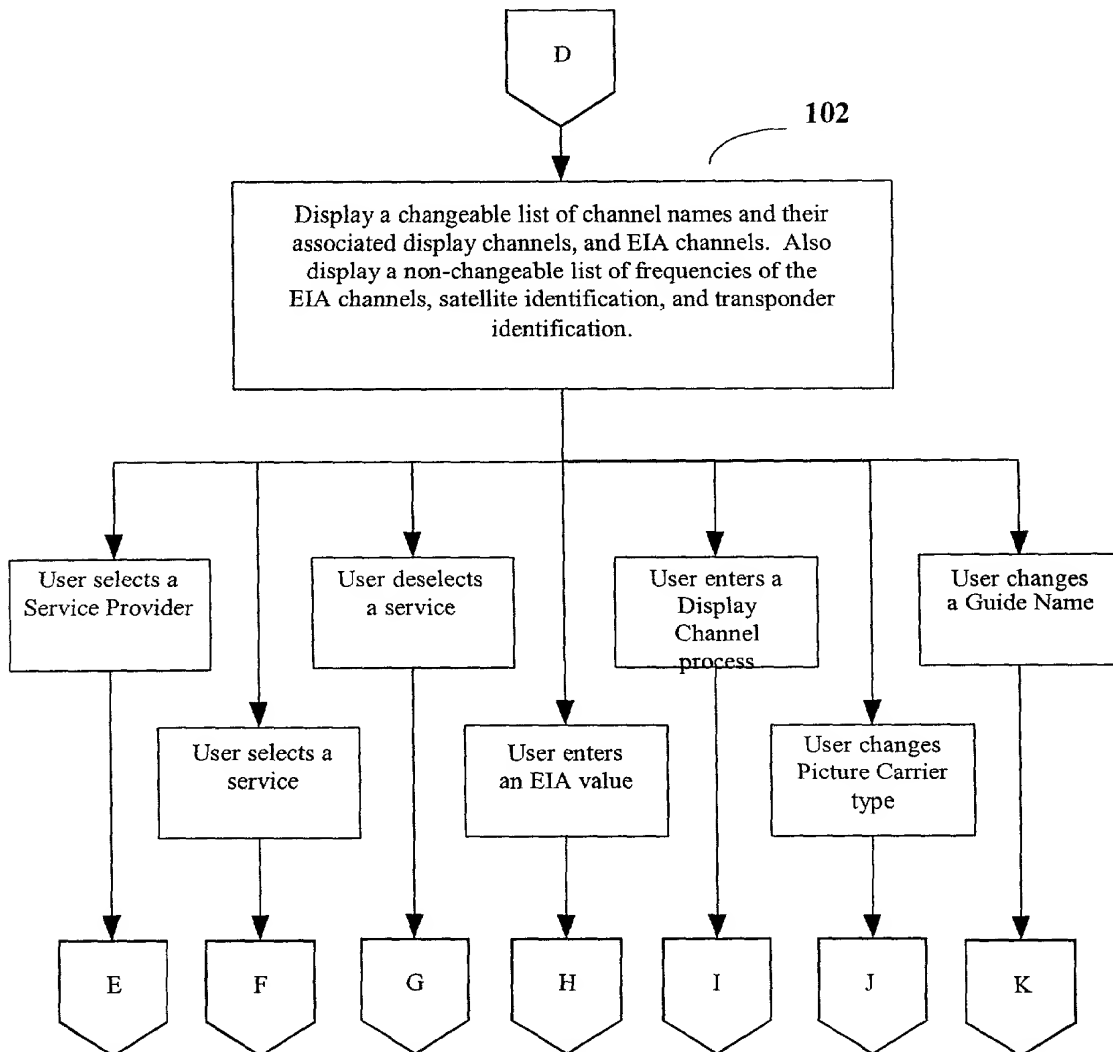 D
102
Display a changeable list of channel names and their
associated display channels, and EIA channels. Also
display a non-changeable list of frequencies of the
EIA channels, satellite identification, and transponder
identification.
User selects a
Service Provider
User deselects
a service
User enters a
Display
Channel
process
User changes
a Guide Name
User selects a
service
User enters
an EIA value
User changes
Picture Carrier
type
E
F
G
H
I
J
K